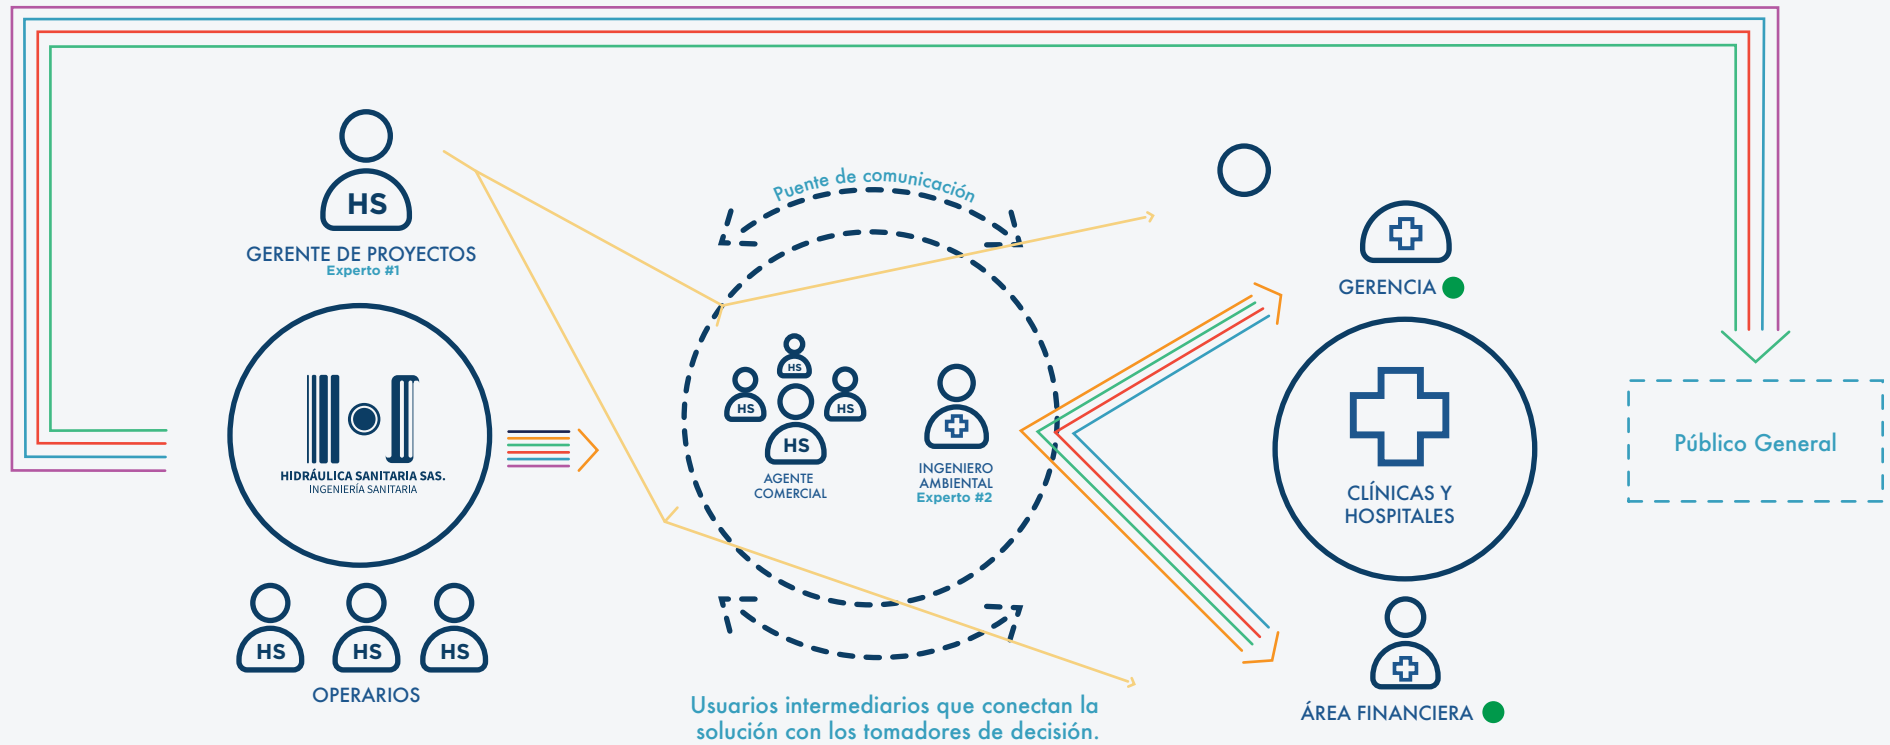 Puente de comunicación
HS
GERENTE DE PROYECTOS
Experto #1
GERENCIA
HIDRÁULICA SANITARIA SAS.
INGENIERÍA SANITARIA
HS
HS
HS
HS
AGENTE
COMERCIAL
INGENIERO
AMBIENTAL
Experto #2
CLÍNICAS Y
HOSPITALES
Público General
HS
HS
HS
OPERARIOS
Usuarios intermediarios que conectan la
solución con los tomadores de decisión.
ÁREA FINANCIERA